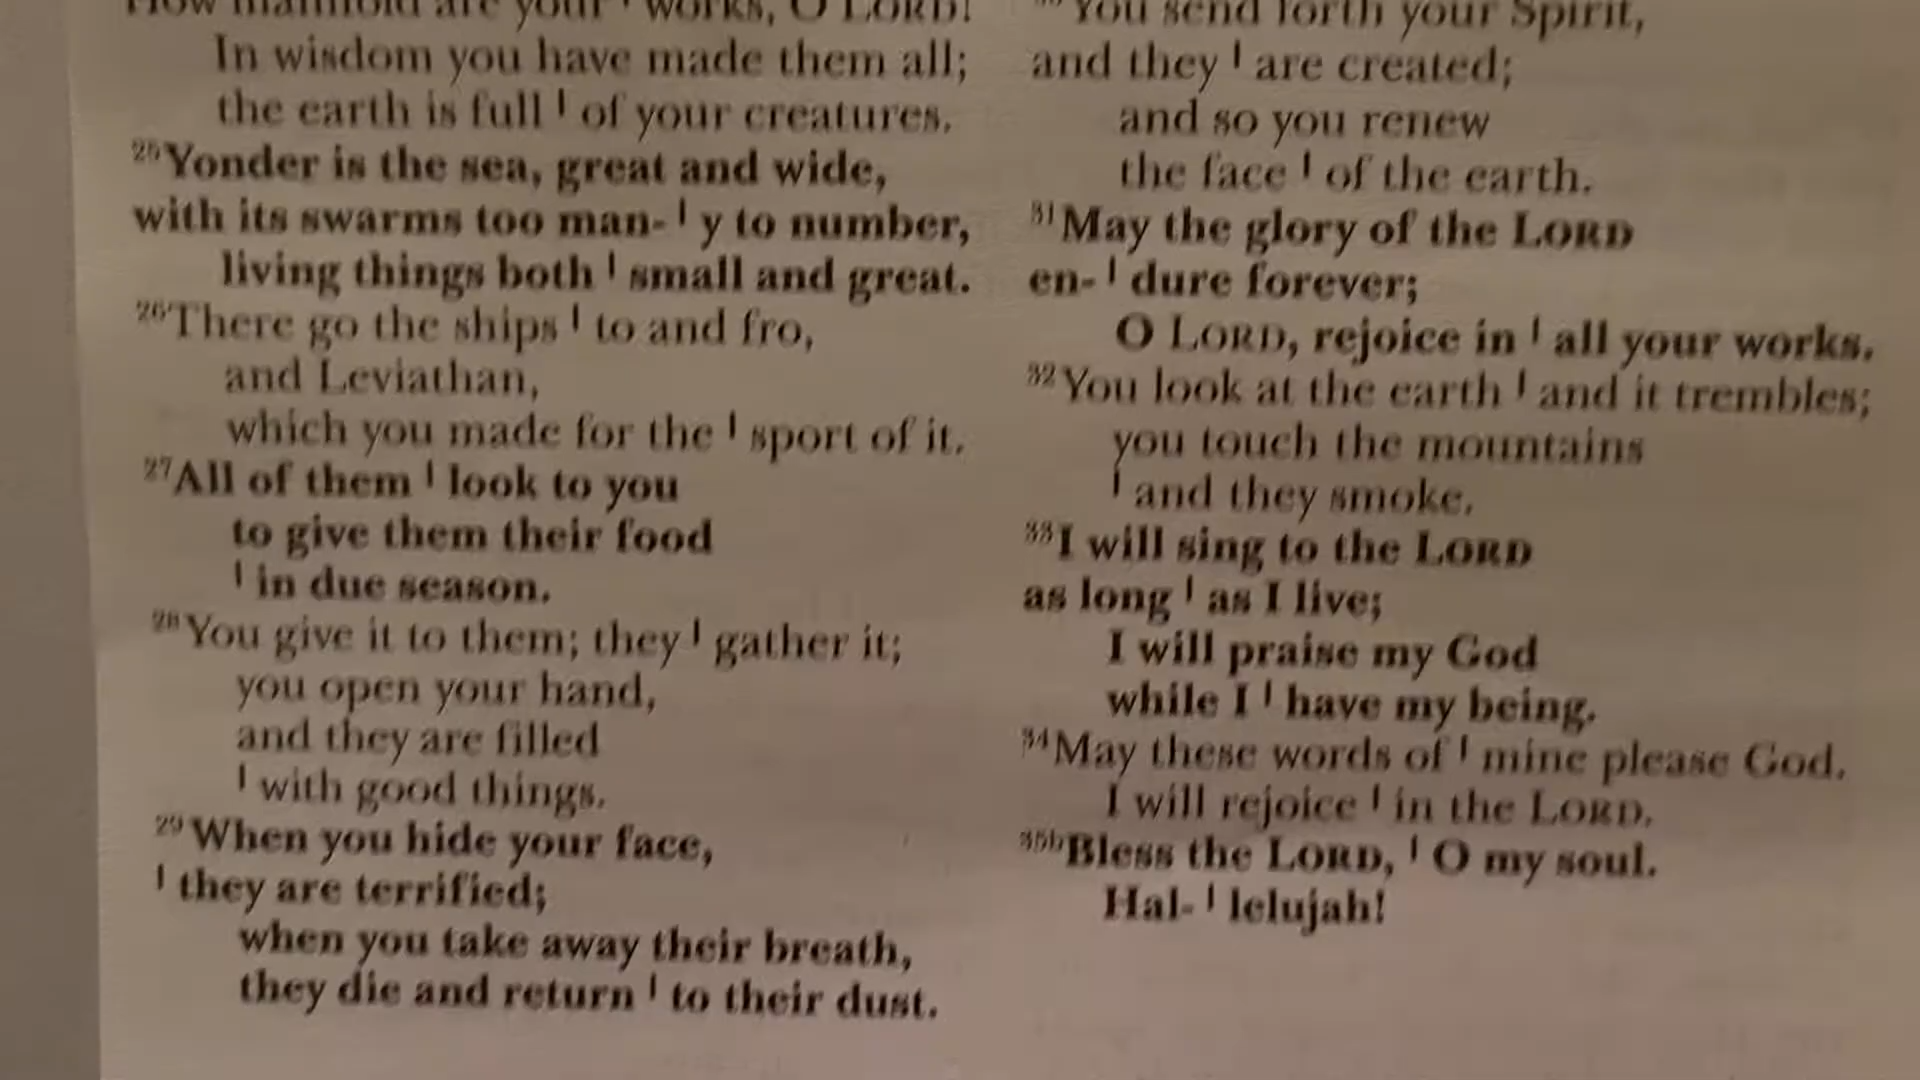 How manifold are your ˈ works, O LORD!
In wisdom you have made them all;
the earth is full ˈ of your creatures.
25Yonder is the sea, great and wide,
with its swarms too man- ˈ y to number,
living things both ˈ small and great.
26There go the ships ˈ to and fro,
and Leviathan,
which you made for the ˈ sport of it.
27All of them ˈ look to you
to give them their food
ˈ in due season.
28You give it to them; they ˈ gather it;
you open your hand,
and they are filled
ˈ with good things.
29When you hide your face,
ˈ they are terrified;
when you take away their breath,
they die and return ˈ to their dust.
30You send forth your Spirit,
and they ˈ are created;
and so you renew
the face ˈ of the earth.
31May the glory of the LORD
en- ˈ dure forever;
O LORD, rejoice in ˈ all your works.
32You look at the earth ˈ and it trembles;
you touch the mountains
ˈ and they smoke.
33I will sing to the LORD
as long ˈ as I live;
I will praise my God
while I ˈ have my being.
34May these words of ˈ mine please God.
I will rejoice ˈ in the LORD.
35bBless the LORD, ˈ O my soul.
Hal- ˈ lelujah!